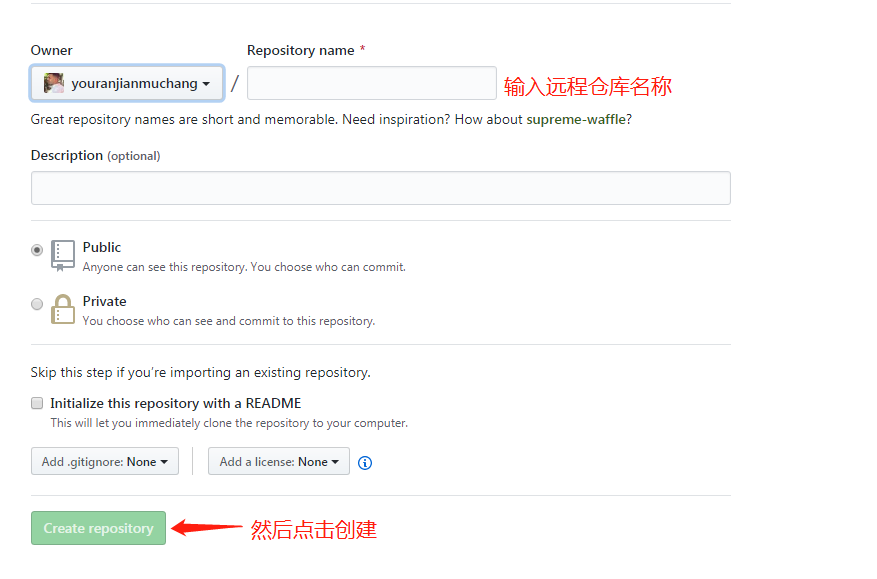 Owner
Repository name *
youranjianmuchang
/
输入远程仓库名称
Great repository names are short and memorable. Need inspiration? How about supreme-waffle?
Description (optional)
Public
Anyone can see this repository. You choose who can commit.
Private
You choose who can see and commit to this repository.
Skip this step if you’re importing an existing repository.
Initialize this repository with a README
This will let you immediately clone the repository to your computer.
Add .gitignore: None
Add a license: None
Create repository
然后点击创建